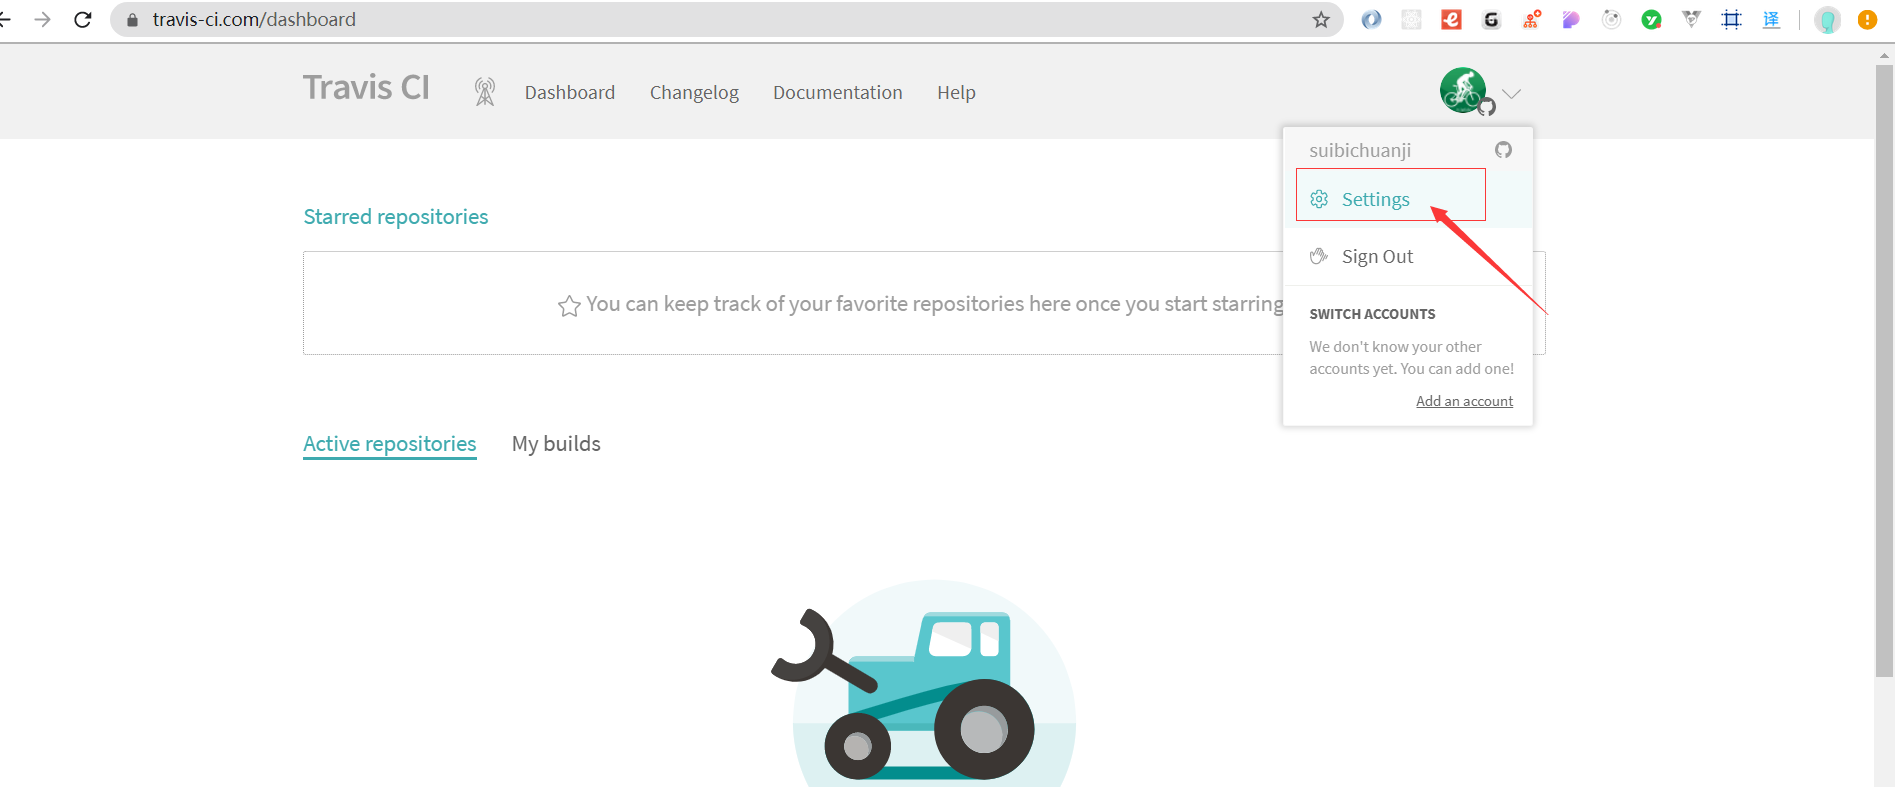 travis-ci.com/dashboard
译
Travis CI
Dashboard
Changelog
Documentation
Help
suibichuanji
Settings
Sign Out
SWITCH ACCOUNTS
We don't know your other
accounts yet. You can add one!
Add an account
Starred repositories
You can keep track of your favorite repositories here once you start starring
Active repositories
My builds